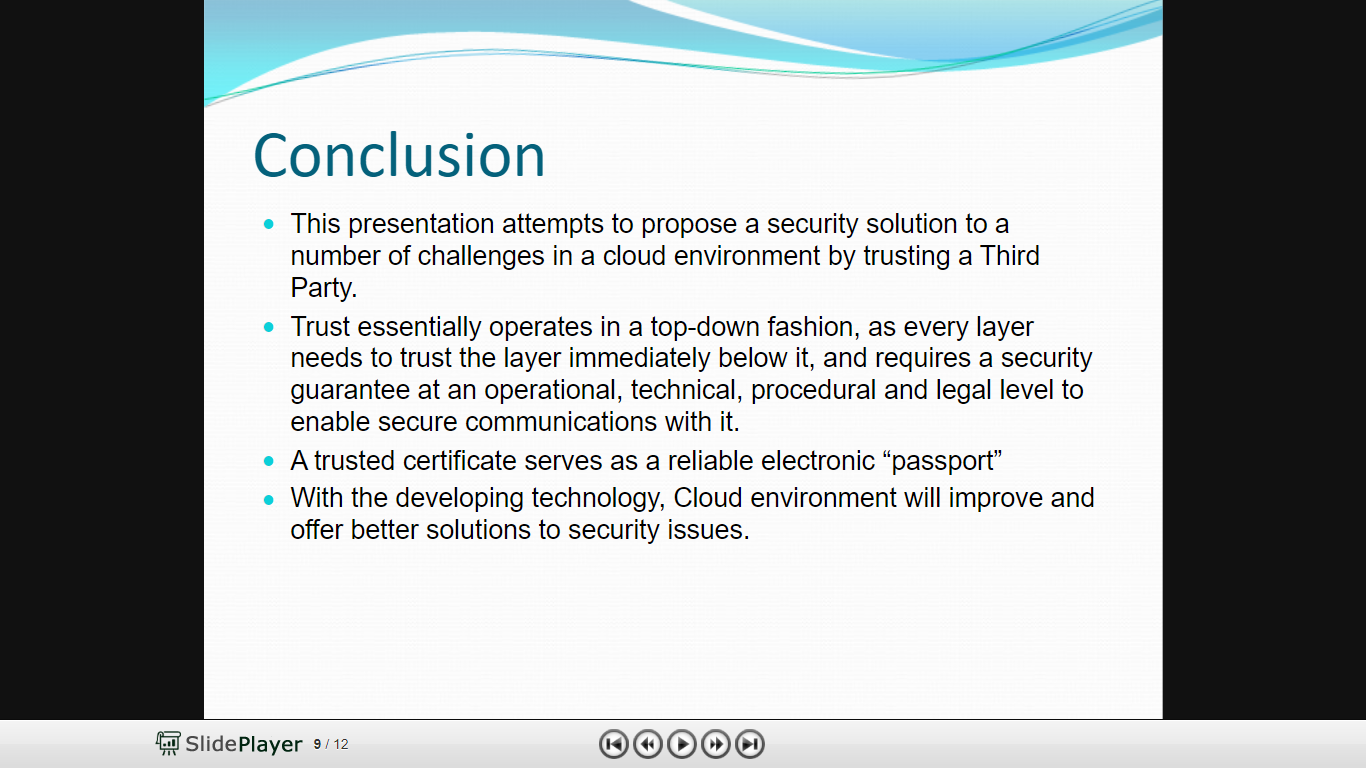 Conclusion
This presentation attempts to propose a security solution to a
number of challenges in a cloud environment by trusting a Third
Party.
Trust essentially operates in a top-down fashion, as every layer
needs to trust the layer immediately below it, and requires a security
guarantee at an operational, technical, procedural and legal level to
enable secure communications with it.
A trusted certificate serves as a reliable electronic “passport”
With the developing technology, Cloud environment will improve and
offer better solutions to security issues.
SlidePlayer 9 / 12